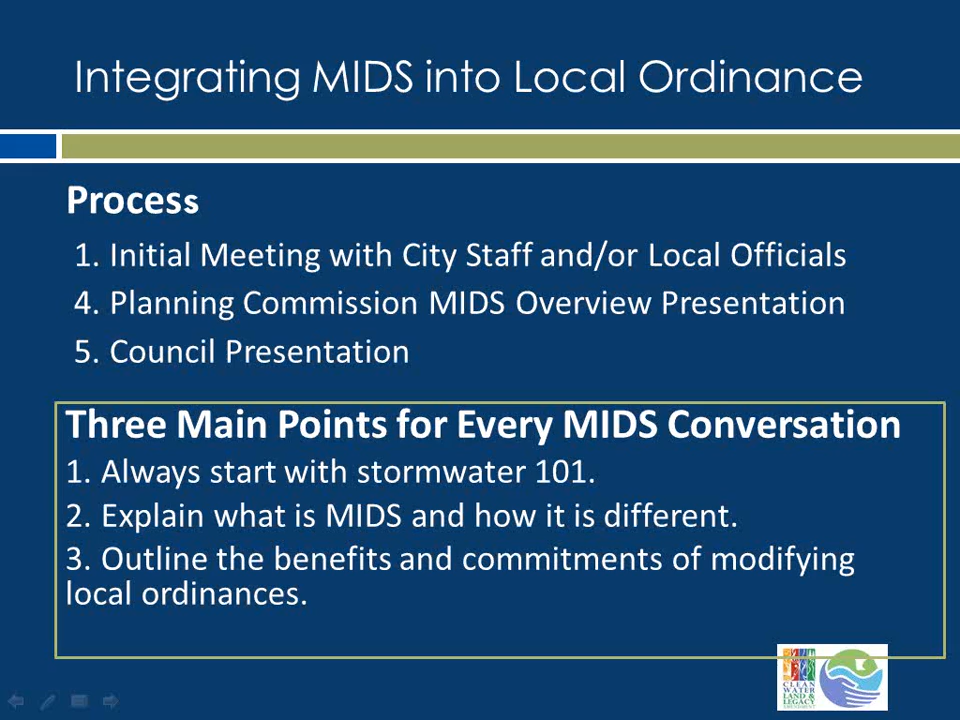 Integrating MIDS into Local Ordinance
Process
1. Initial Meeting with City Staff and/or Local Officials
4. Planning Commission MIDS Overview Presentation
5. Council Presentation
Three Main Points for Every MIDS Conversation
1. Always start with stormwater 101.
2. Explain what is MIDS and how it is different.
3. Outline the benefits and commitments of modifying
local ordinances.
CLEAN
WATER
LAND &
LEGACY